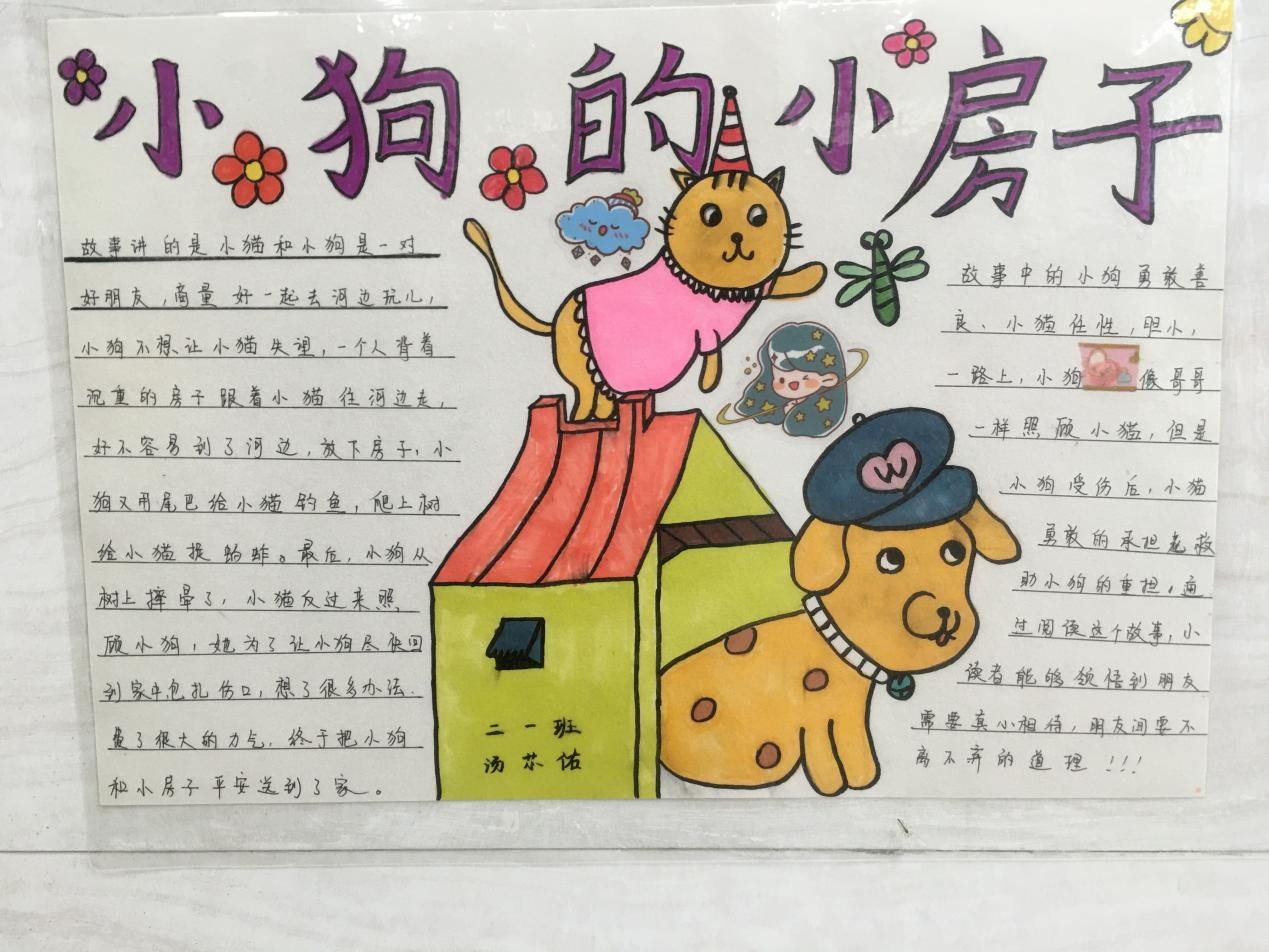 小狗的小房子
故事讲的是小猫和小狗是一对
好朋友，商量好一起去河边玩儿，
小狗不想让小猫失望，一个人背着
沉重的房子跟着小猫往河边走，
好不容易到了河边，放下房子，小
狗又用尾巴给小猫钓鱼，爬上树
给小猫捉蚂蚱。最后，小狗从
树上摔晕了，小猫反过来照
顾小狗，她为了让小狗尽快回
到家中包扎伤口，想了很多办法.
费了很大的力气，终于把小狗
和小房子平安送到了家。
W
二一班
汤芯佑
故事中的小狗勇敢善
良、小猫任性，胆小，
一路上，小狗像哥哥
一样照顾小猫，但是
小狗受伤后，小猫
勇敢的承担起救
助小狗的重担。通
过阅读这个故事，小
读者能够领悟到朋友
需要真心相待，朋友间要不
离不弃的道理！！！